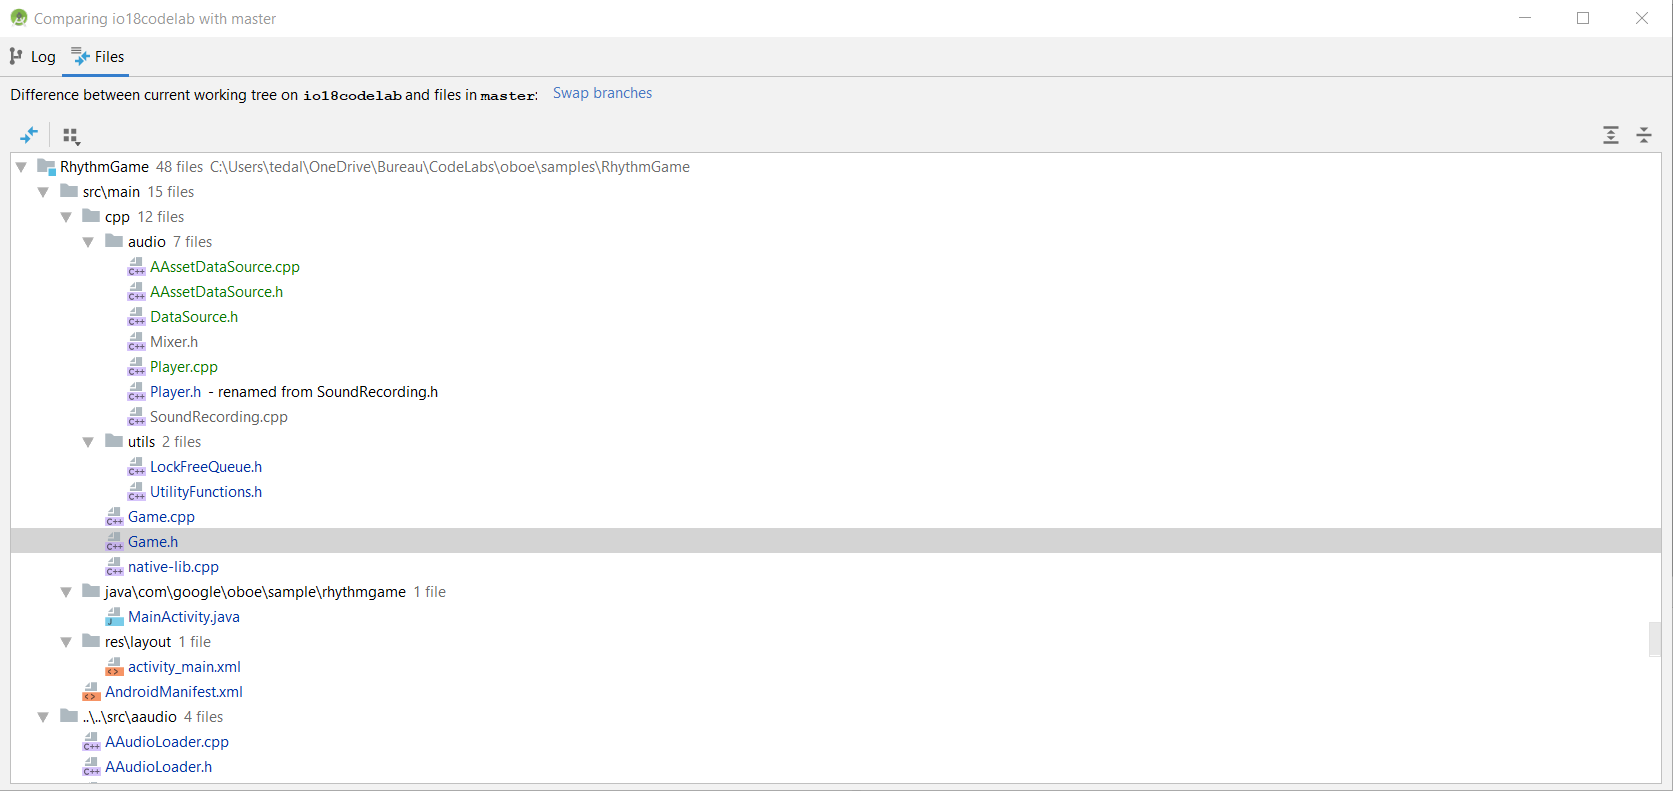 Comparing io18codelab with master
Log Files
Difference between current working tree on io18codelab and files in master: Swap branches
RhythmGame 48 files C:\Users\tedal\OneDrive\Bureau\CodeLabs\oboe\samples\RhythmGame
src\main 15 files
cpp 12 files
audio 7 files
C++ AAssetDataSource.cpp
C++ AAssetDataSource.h
C++ DataSource.h
C++ Mixer.h
C++ Player.cpp
C++ Player.h - renamed from SoundRecording.h
C++ SoundRecording.cpp
utils 2 files
C++ LockFreeQueue.h
C++ UtilityFunctions.h
C++ Game.cpp
C++ Game.h
C++ native-lib.cpp
java\com\google\oboe\sample\rhythmgame 1 file
J MainActivity.java
res\layout 1 file
<> activity_main.xml
<> AndroidManifest.xml
..\..\src\aaudio 4 files
C++ AAudioLoader.cpp
C++ AAudioLoader.h